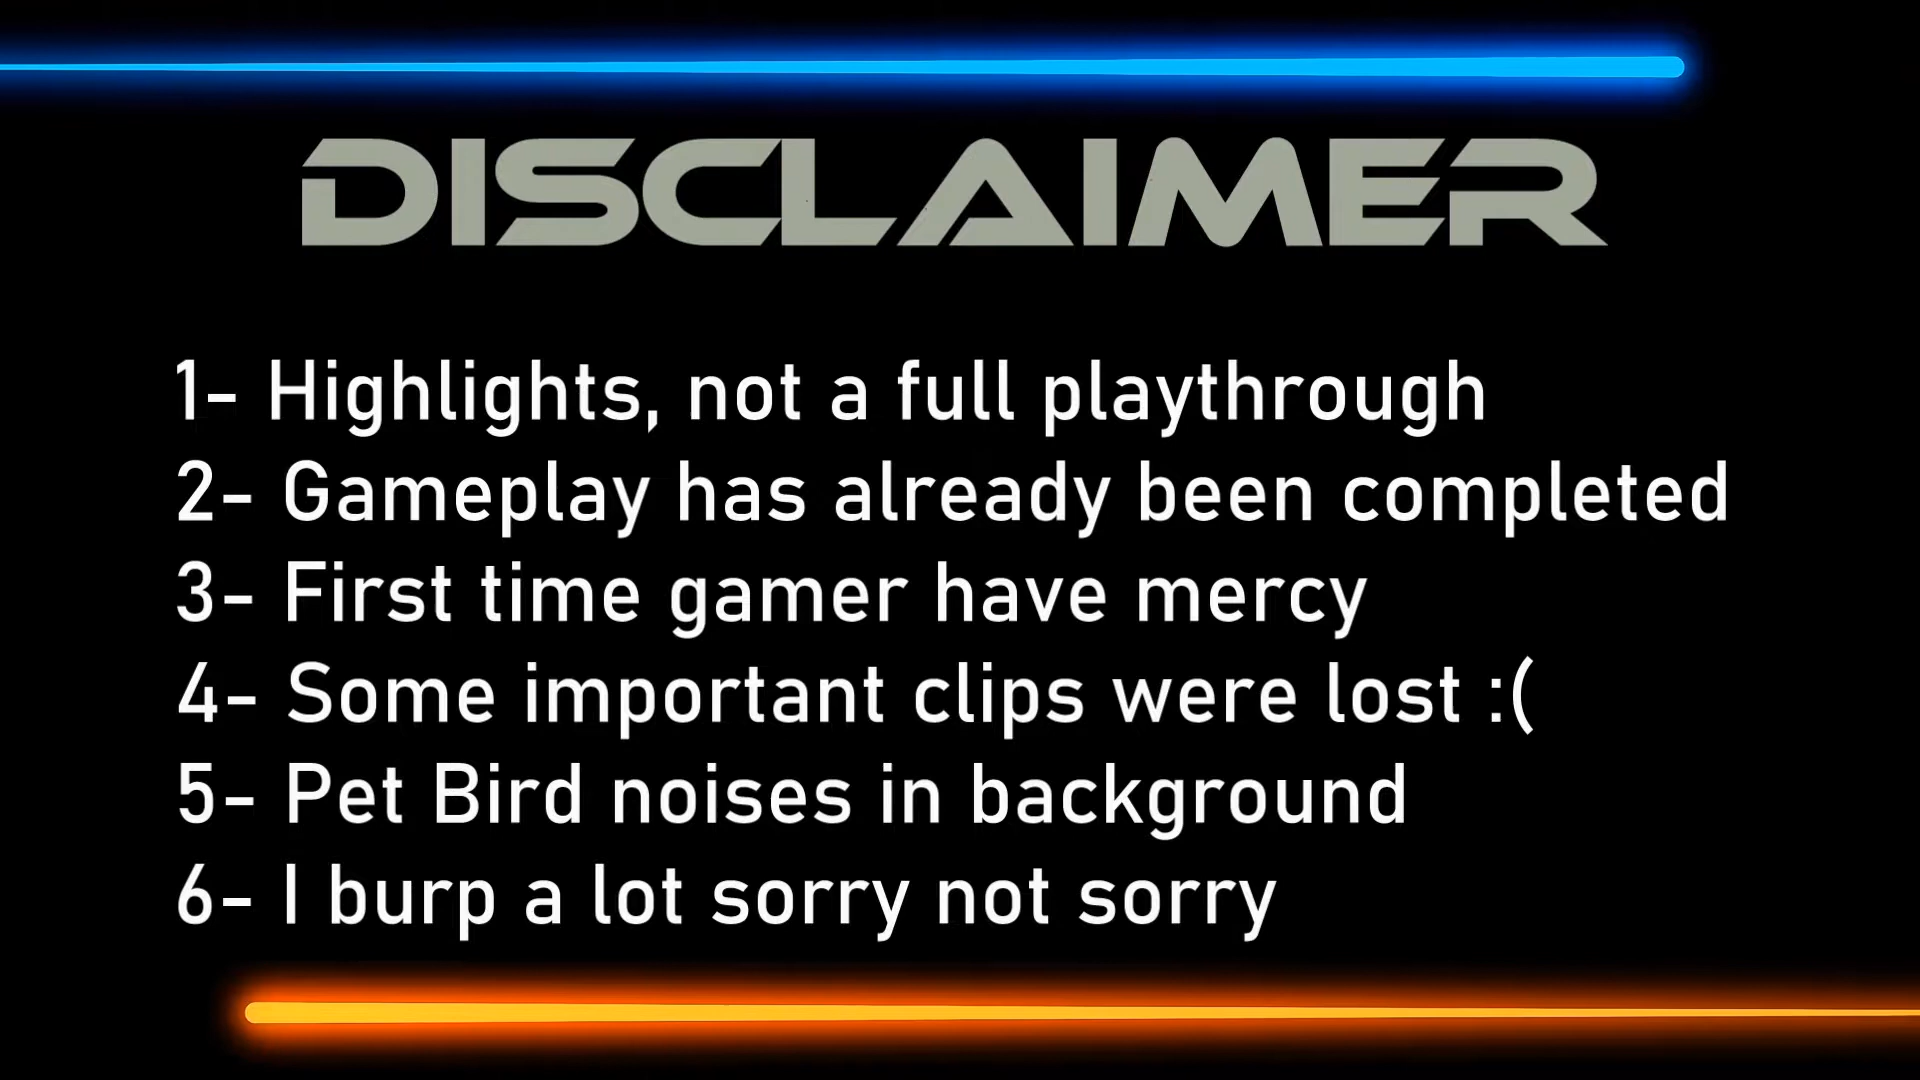 DISCLAIMER
1- Highlights, not a full playthrough
2- Gameplay has already been completed
3- First time gamer have mercy
4- Some important clips were lost :(
5- Pet Bird noises in background
6- I burp a lot sorry not sorry